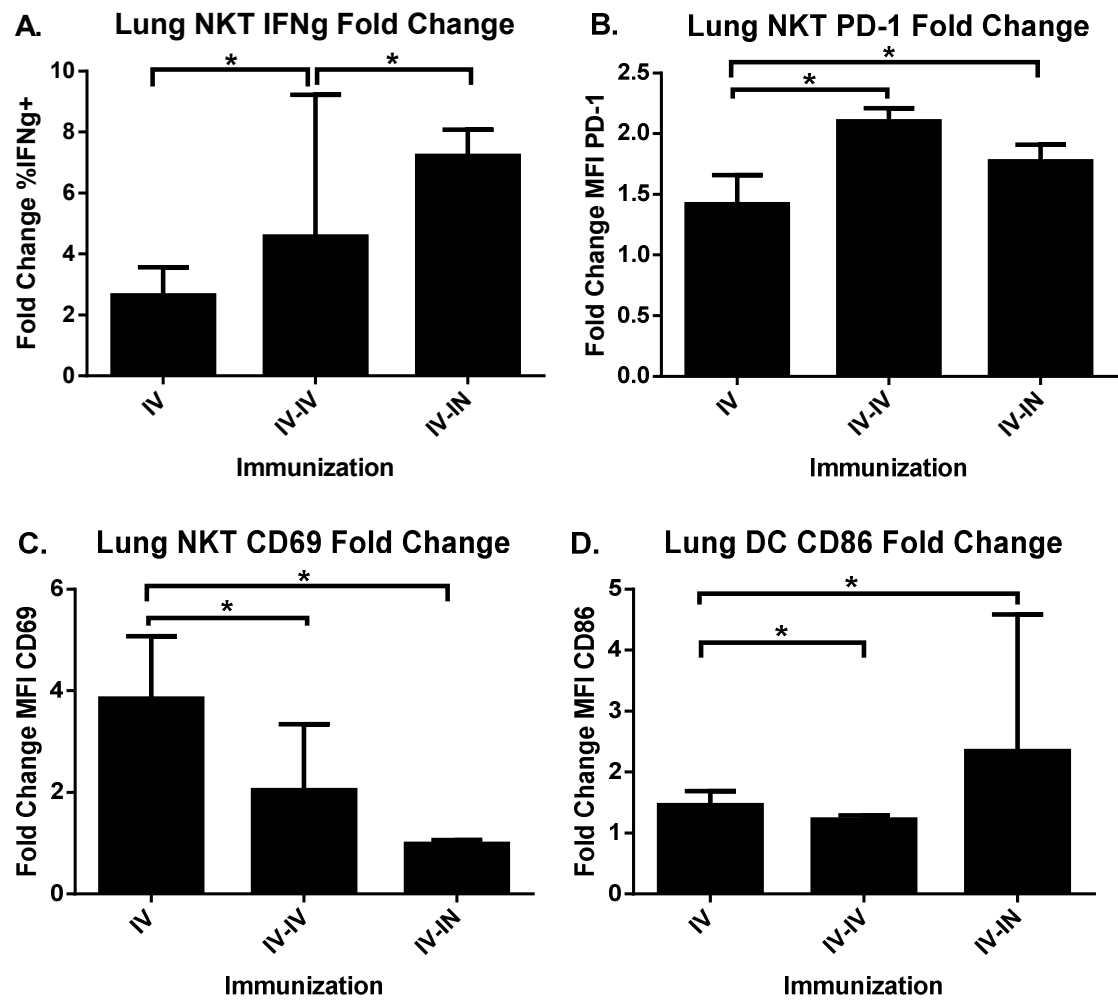 A. Lung NKT IFNg Fold Change
* *
Fold Change %IFNg+
10
8
6
4
2
0
IV IV-IV IV-IN
Immunization
B. Lung NKT PD-1 Fold Change
*
*
Fold Change MFI PD-1
2.5
2.0
1.5
1.0
0.5
0.0
IV IV-IV IV-IN
Immunization
C. Lung NKT CD69 Fold Change
*
*
Fold Change MFI CD69
6
4
2
0
IV IV-IV IV-IN
Immunization
D. Lung DC CD86 Fold Change
*
*
Fold Change MFI CD86
5
4
3
2
1
0
IV IV-IV IV-IN
Immunization